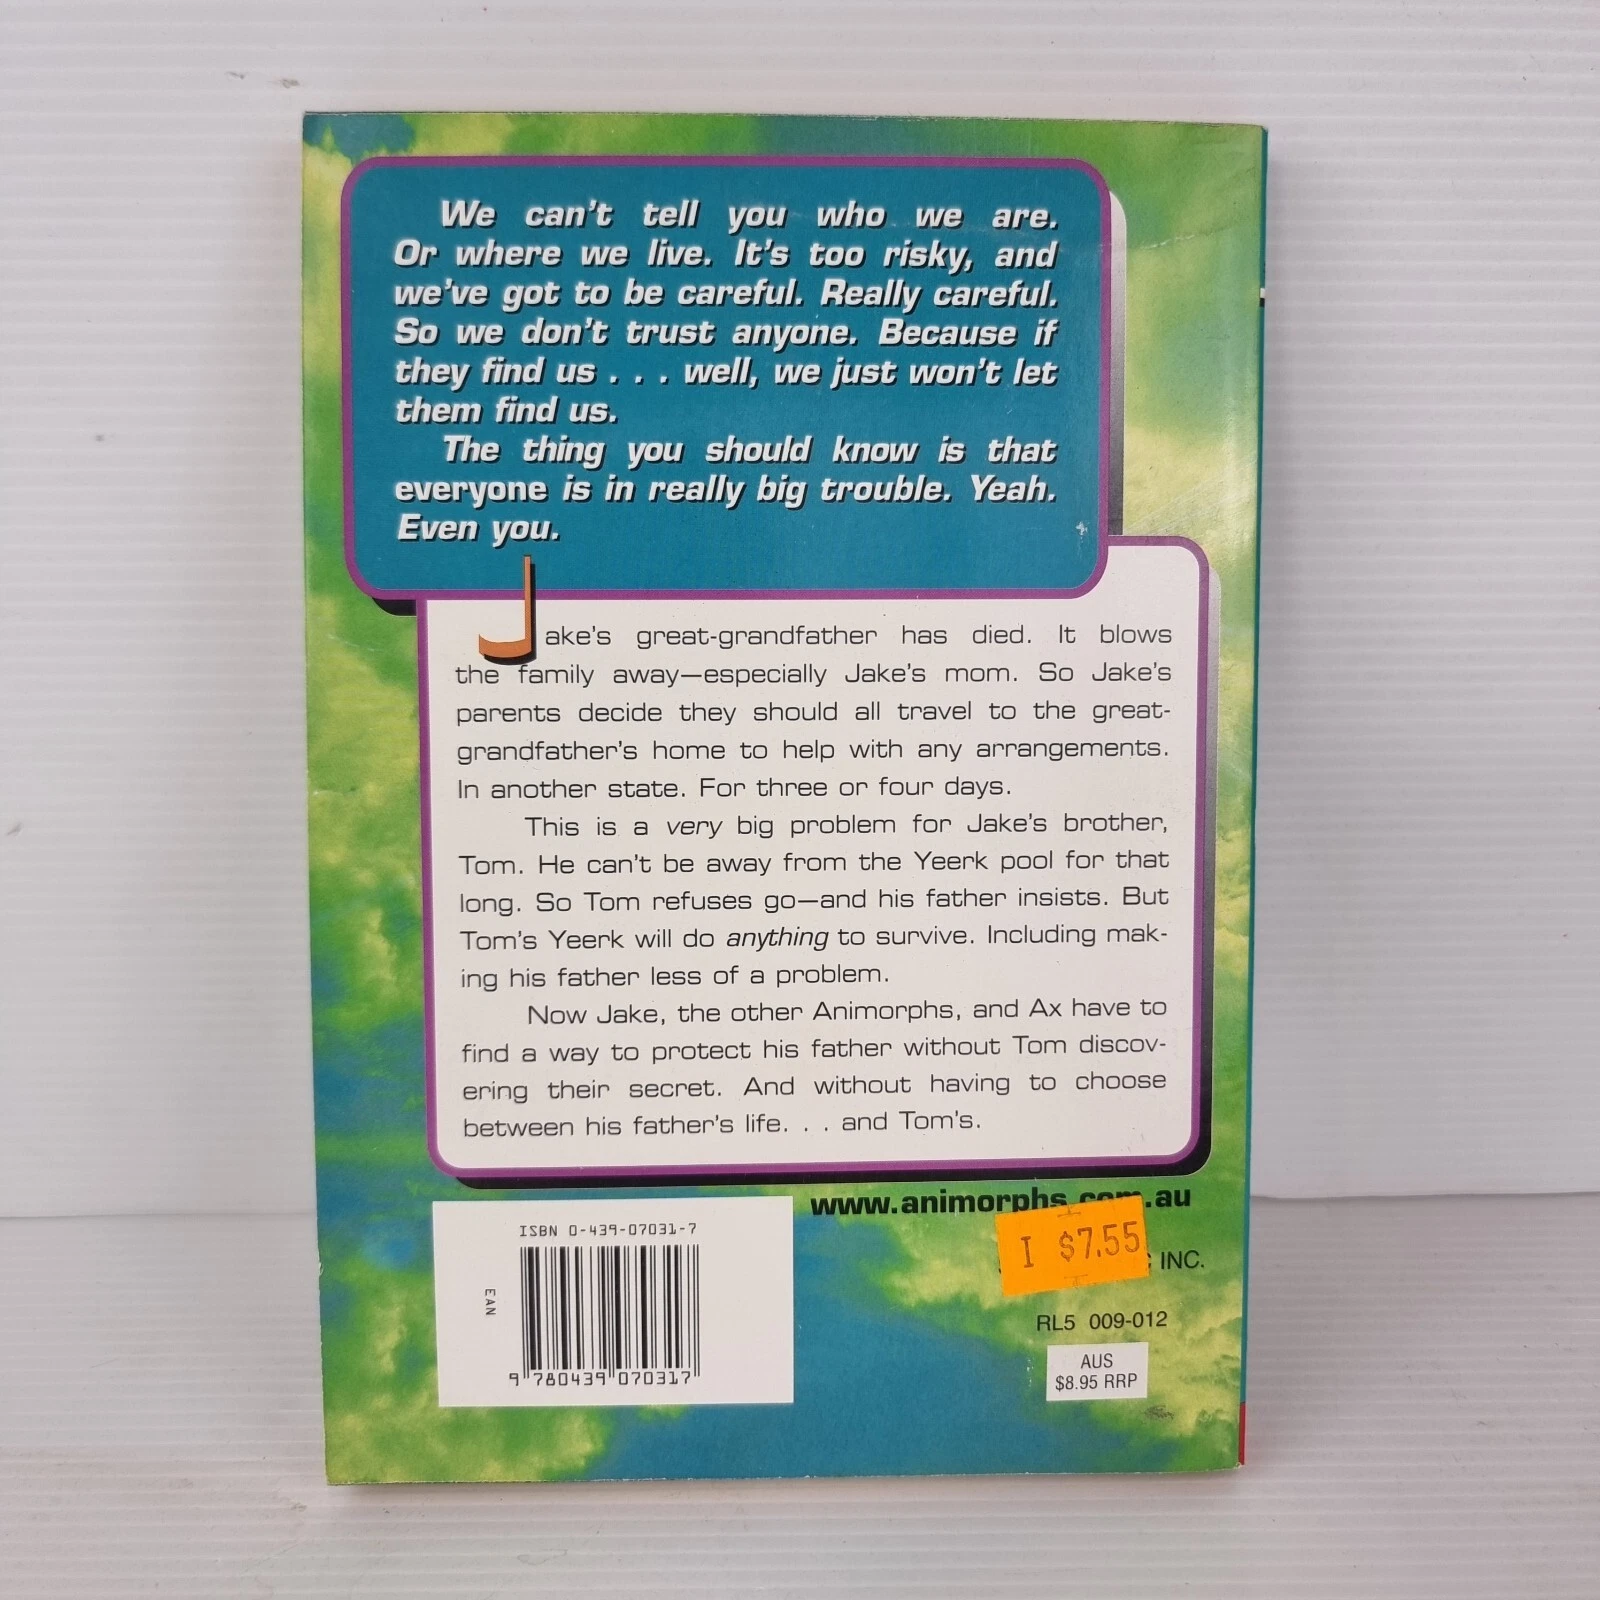 We can't tell you who we are.
Or where we live. It's too risky, and
we've got to be careful. Really careful.
So we don't trust anyone. Because if
they find us . . . well, we just won't let
them find us.
The thing you should know is that
everyone is in really big trouble. Yeah.
Even you.
Jake's great-grandfather has died. It blows
the family away—especially Jake's mom. So Jake's
parents decide they should all travel to the great-
grandfather's home to help with any arrangements.
In another state. For three or four days.
This is a very big problem for Jake's brother,
Tom. He can't be away from the Yeerk pool for that
long. So Tom refuses go—and his father insists. But
Tom's Yeerk will do anything to survive. Including mak-
ing his father less of a problem.
Now Jake, the other Animorphs, and Ax have to
find a way to protect his father without Tom discov-
ering their secret. And without having to choose
between his father's life. . . and Tom's.
www.animorphs.com.au
I $7.55
INC.
RL5 009-012
AUS
$8.95 RRP
ISBN 0-439-07031-7
EAN
9 780439 070317